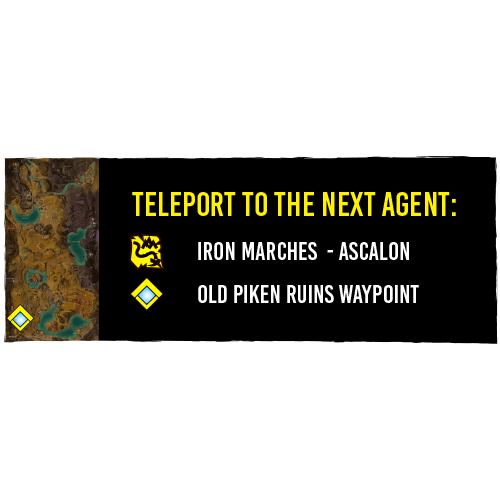 TELEPORT TO THE NEXT AGENT:
IRON MARCHES - ASCALON
OLD PIKEN RUINS WAYPOINT